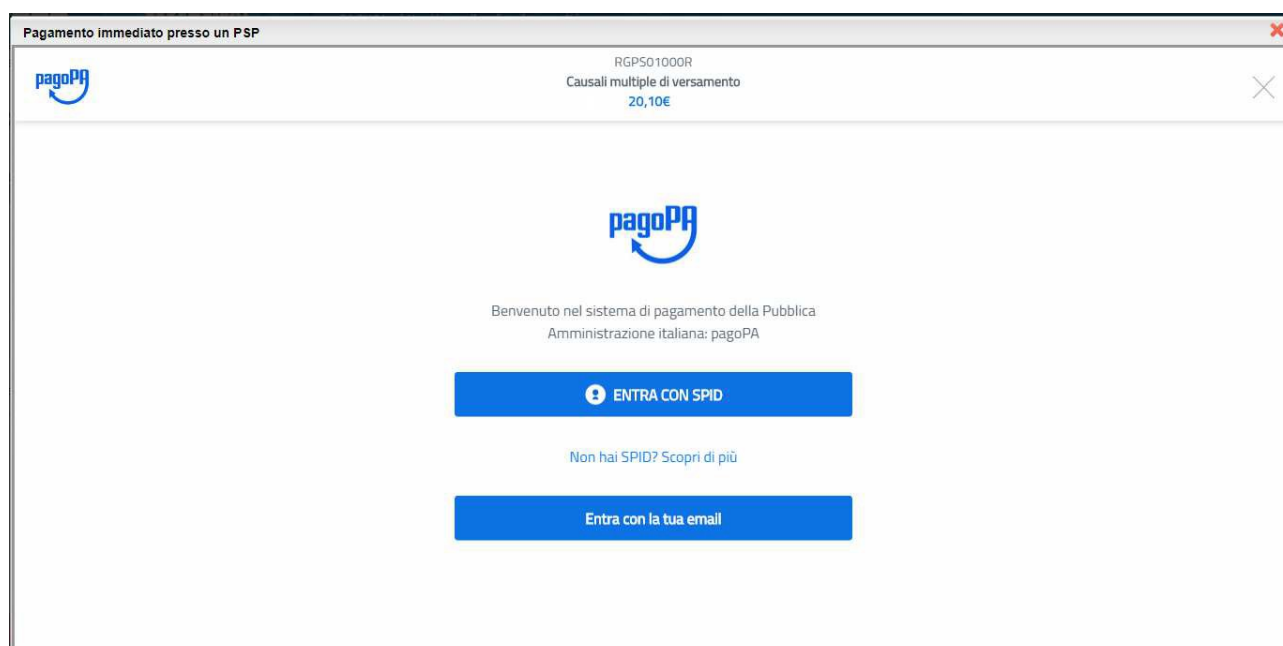 Pagamento immediato presso un PSP
pagoPA
RGPS01000R
Causali multiple di versamento
20,10€
pagoPA
Benvenuto nel sistema di pagamento della Pubblica
Amministrazione italiana: pagoPA
ENTRA CON SPID
Non hai SPID? Scopri di più
Entra con la tua email